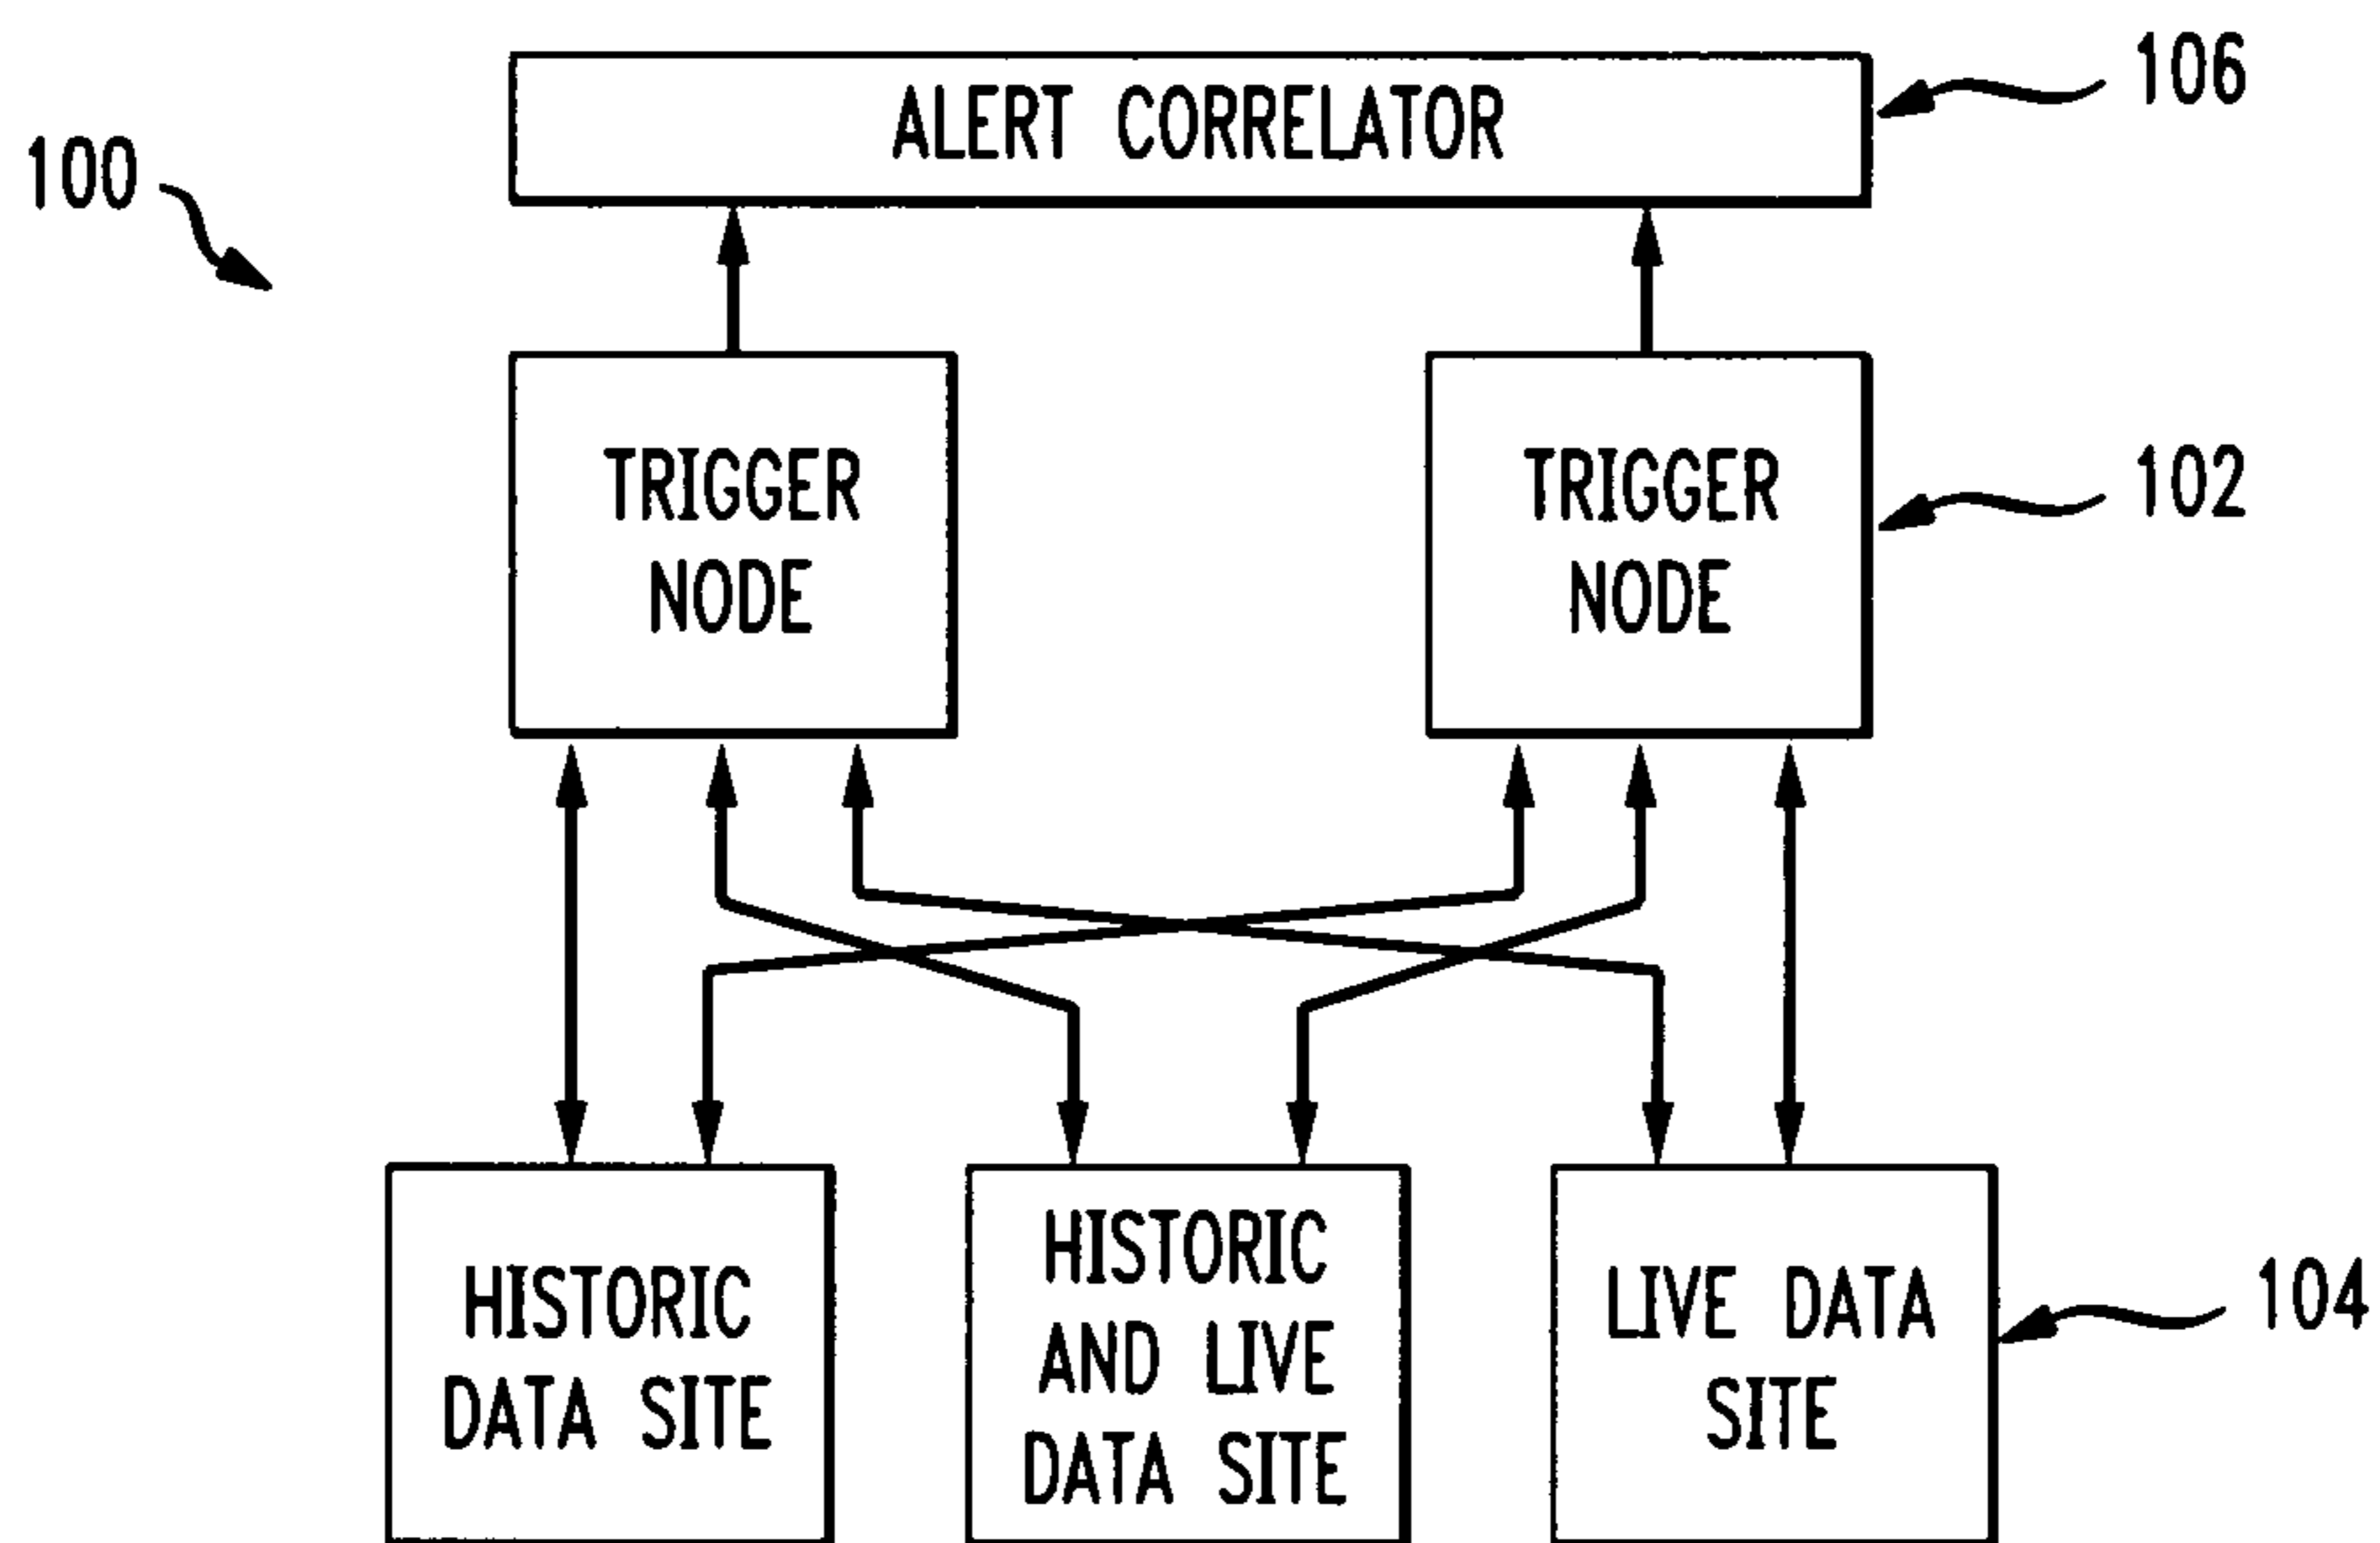 106
ALERT CORRELATOR
100
TRIGGER
NODE
TRIGGER
NODE
102
HISTORIC
DATA SITE
HISTORIC
AND LIVE
DATA SITE
LIVE DATA
SITE
104